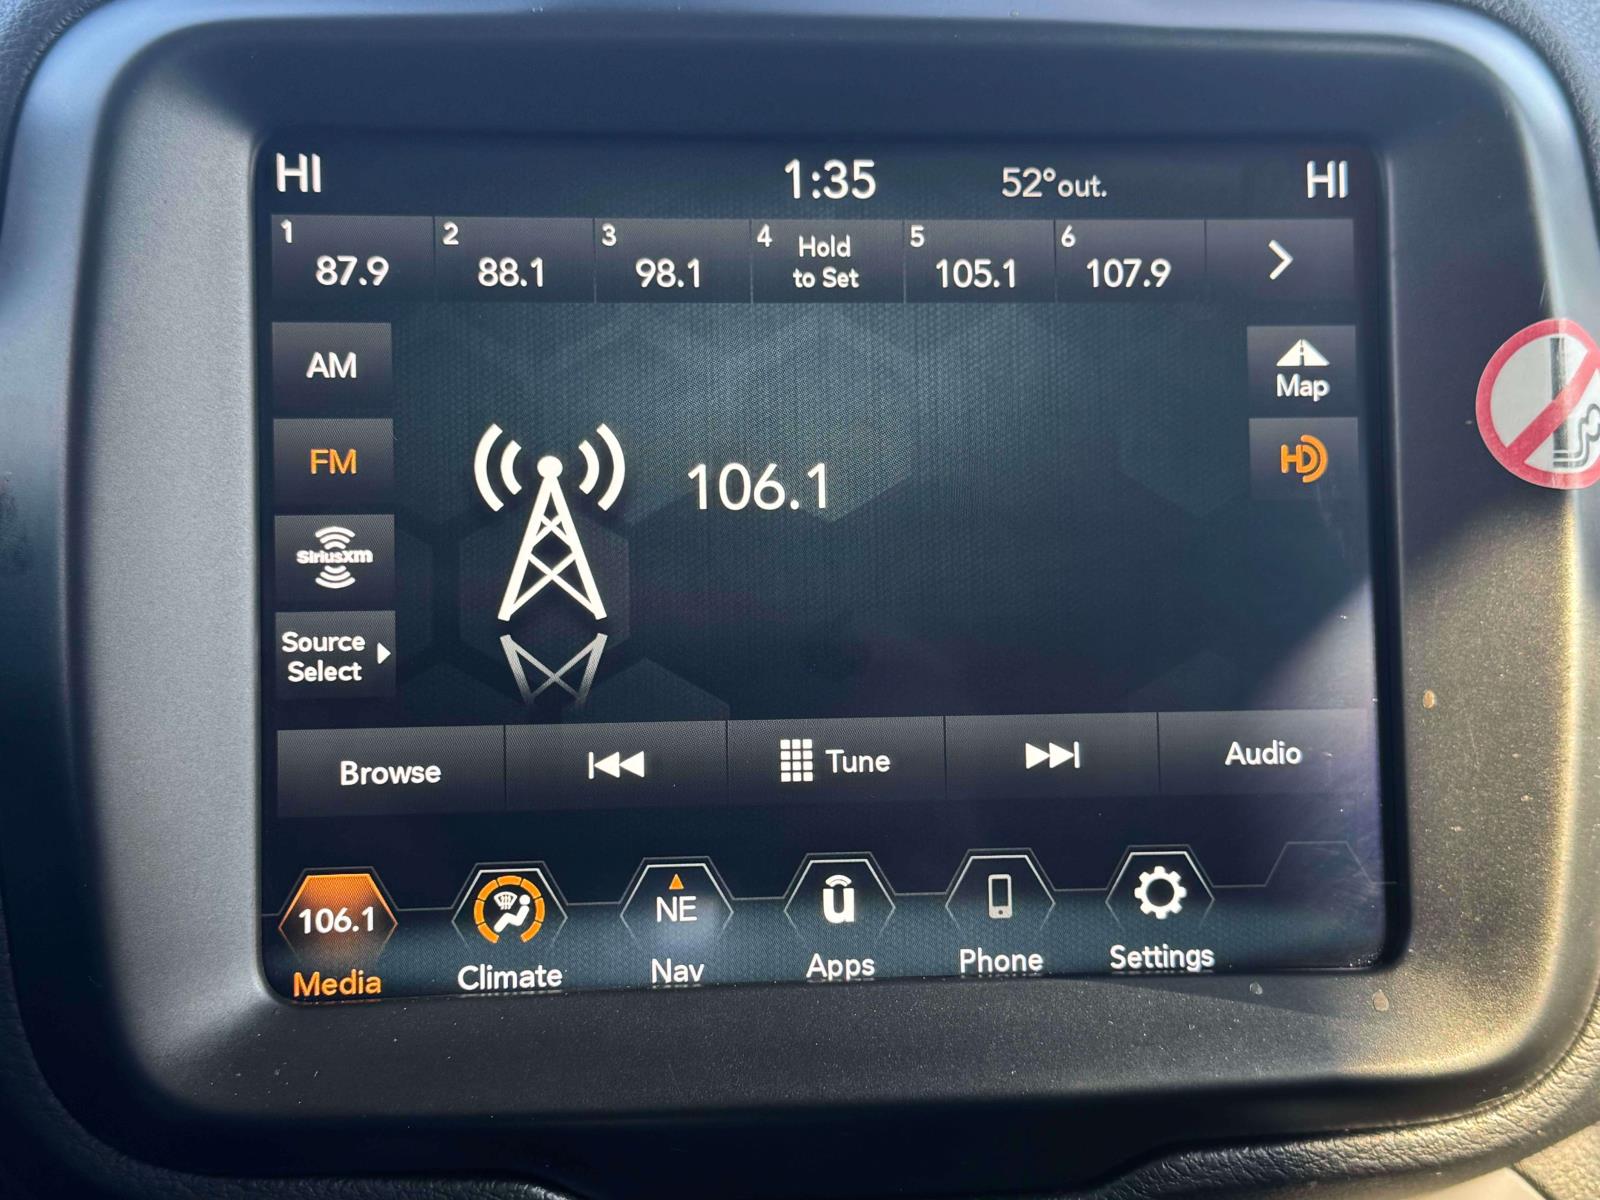 HI 1:35 52°out. HI
1 2 3 4 Hold 5 6
87.9 88.1 98.1 to Set 105.1 107.9
AM
Map
FM
HD
106.1
SiriusXM
Source
Select
Browse Tune Audio
106.1 NE u
Media Climate Nav Apps Phone Settings